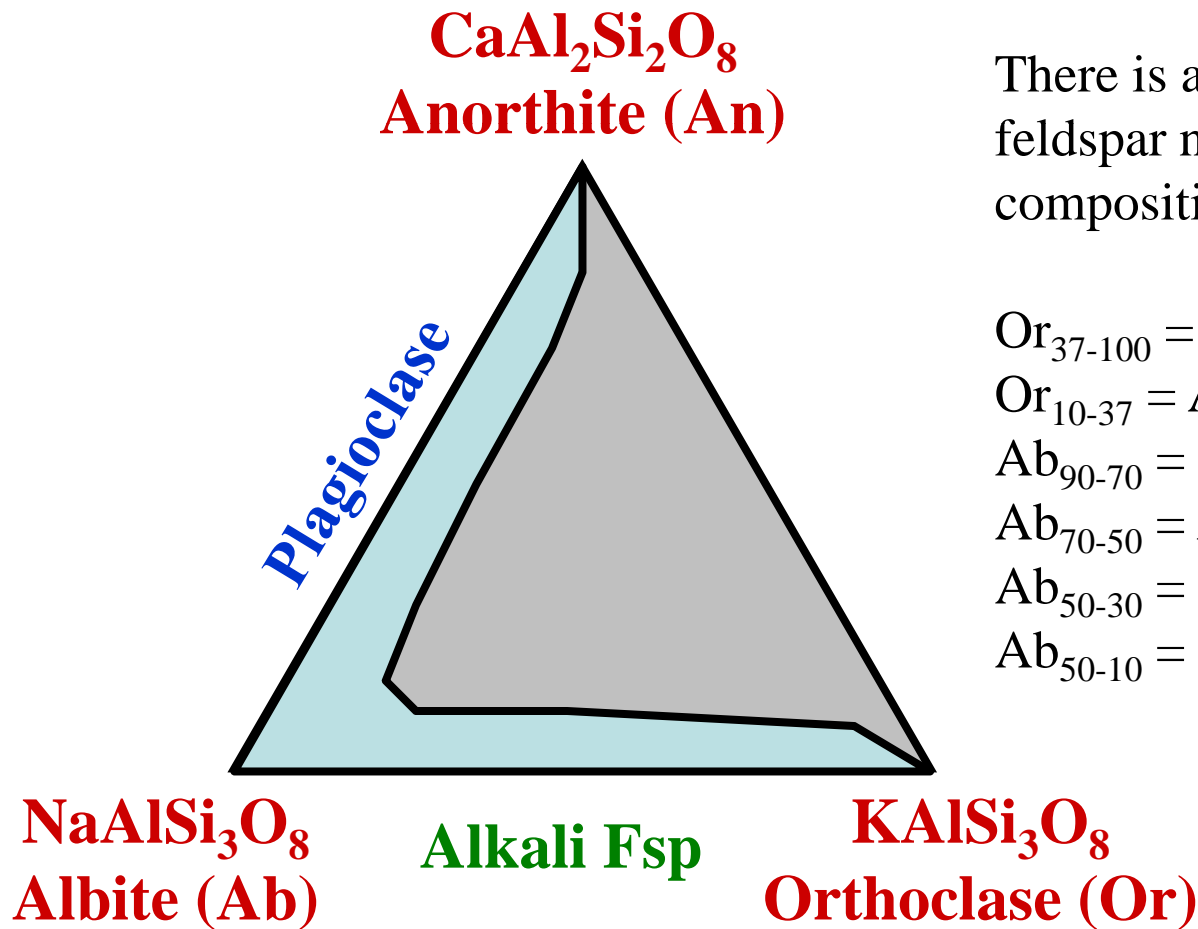 CaAl₂Si₂O₈
Anorthite (An)
There is a
feldspar
compositi
Plagioclase
Or₃₇₋₁₀₀ =
Or₁₀₋₃₇ =
Ab₉₀₋₇₀ =
Ab₇₀₋₅₀ =
Ab₅₀₋₃₀ =
Ab₅₀₋₁₀ =
NaAlSi₃O₈
Albite (Ab)
Alkali Fsp
KAlSi₃O₈
Orthoclase (Or)